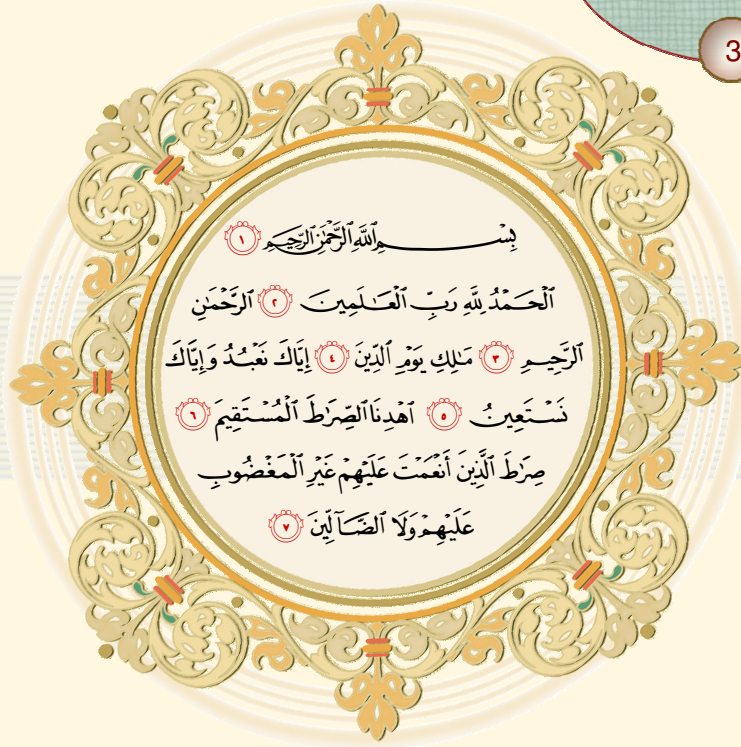 3
بِسۡمِ ٱللَّهِ ٱلرَّحۡمَٰنِ ٱلرَّحِيمِ ١
ٱلۡحَمۡدُ لِلَّهِ رَبِّ ٱلۡعَٰلَمِينَ ٢ ٱلرَّحۡمَٰنِ
ٱلرَّحِيمِ ٣ مَٰلِكِ يَوۡمِ ٱلدِّينِ ٤ إِيَّاكَ نَعۡبُدُ وَإِيَّاكَ
نَسۡتَعِينُ ٥ ٱهۡدِنَا ٱلصِّرَٰطَ ٱلۡمُسۡتَقِيمَ ٦
صِرَٰطَ ٱلَّذِينَ أَنۡعَمۡتَ عَلَيۡهِمۡ غَيۡرِ ٱلۡمَغۡضُوبِ
عَلَيۡهِمۡ وَلَا ٱلضَّآلِّينَ ٧